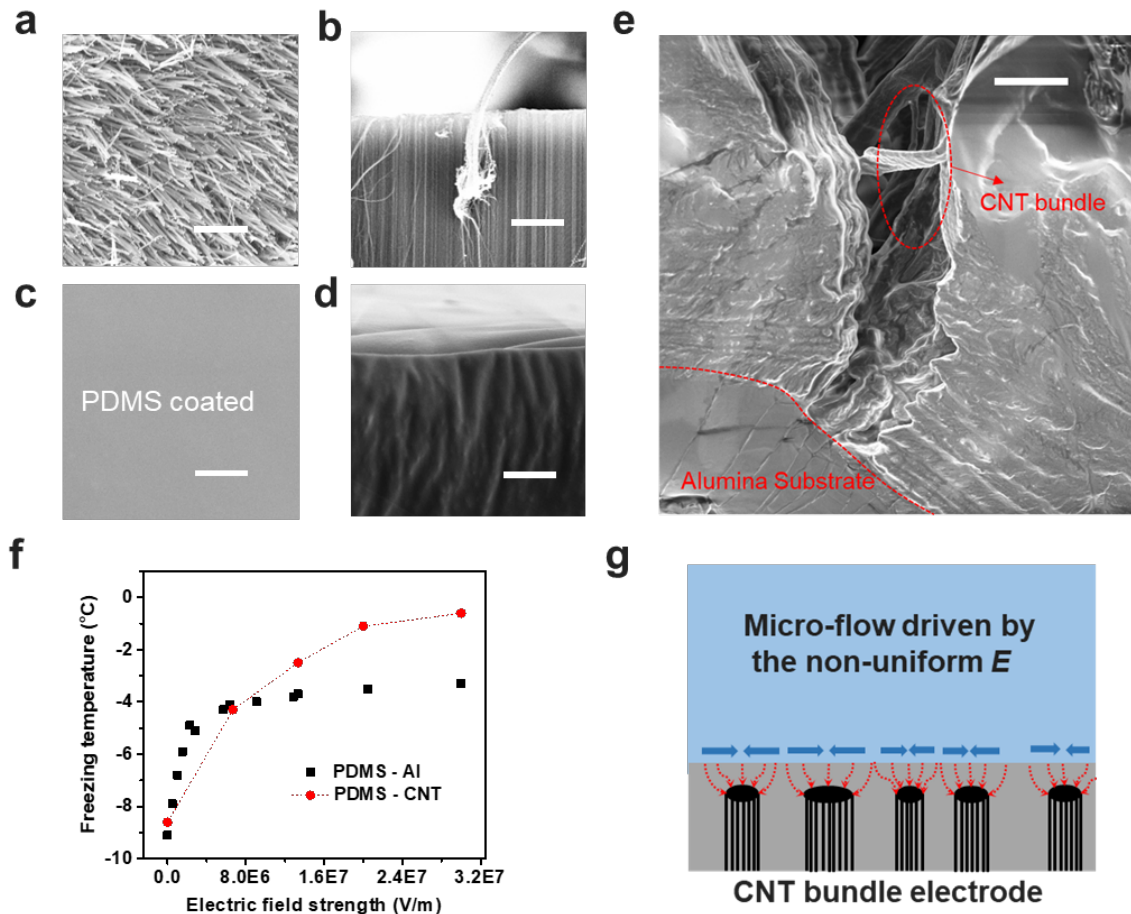 a
b
e
CNT bundle
c
d
PDMS coated
Alumina Substrate
f
g
Freezing temperature (°C)
0
-2
-4
-6
-8
-10
PDMS - Al
PDMS - CNT
0.0 8.0E6 1.6E7 2.4E7 3.2E7
Electric field strength (V/m)
Micro-flow driven by
the non-uniform E
CNT bundle electrode